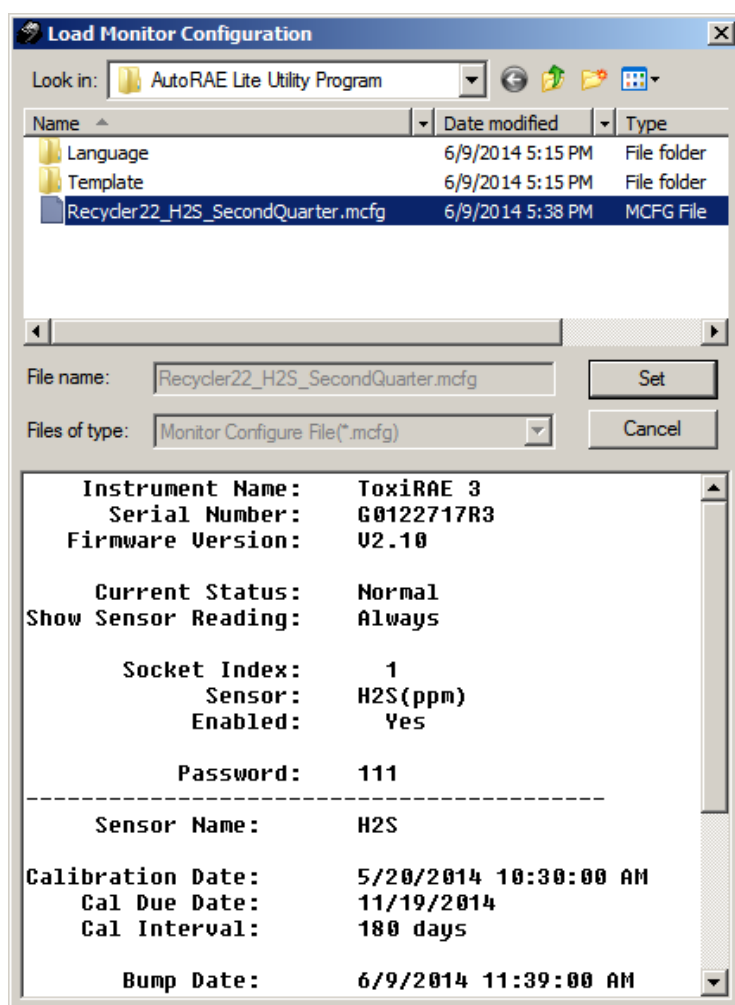 Load Monitor Configuration
Look in: AutoRAE Lite Utility Program
Name Date modified Type
Language 6/9/2014 5:15 PM File folder
Template 6/9/2014 5:15 PM File folder
Recycler22_H2S_SecondQuarter.mcfg 6/9/2014 5:38 PM MCFG File
File name: Recycler22_H2S_SecondQuarter.mcfg Set
Files of type: Monitor Configure File(*.mcfg) Cancel
Instrument Name: ToxiRAE 3
Serial Number: G0122717R3
Firmware Version: V2.10
Current Status: Normal
Show Sensor Reading: Always
Socket Index: 1
Sensor: H2S(ppm)
Enabled: Yes
Password: 111
------------------------------------------
Sensor Name: H2S
Calibration Date: 5/20/2014 10:30:00 AM
Cal Due Date: 11/19/2014
Cal Interval: 180 days
Bump Date: 6/9/2014 11:39:00 AM